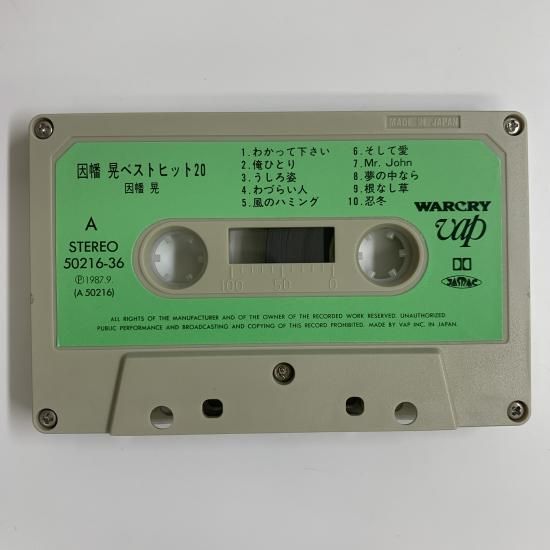 MADE IN JAPAN
因幡 晃ベストヒット20
因幡 晃
A
STEREO
50216-36
Ⓟ1987.9.
(A 50216)
1.わかって下さい
2.俺ひとり
3.うしろ姿
4.わづらい人
5.風のハミング
6.そして愛
7.Mr. John
8.夢の中なら
9.根なし草
10.忍冬
WARCRY
vap
JASRAC
100 50 0
ALL RIGHTS OF THE MANUFACTURER AND OF THE OWNER OF THE RECORDED WORK RESERVED. UNAUTHORIZED
PUBLIC PERFORMANCE AND BROADCASTING AND COPYING OF THIS RECORD PROHIBITED. MADE BY VAP INC. IN JAPAN.